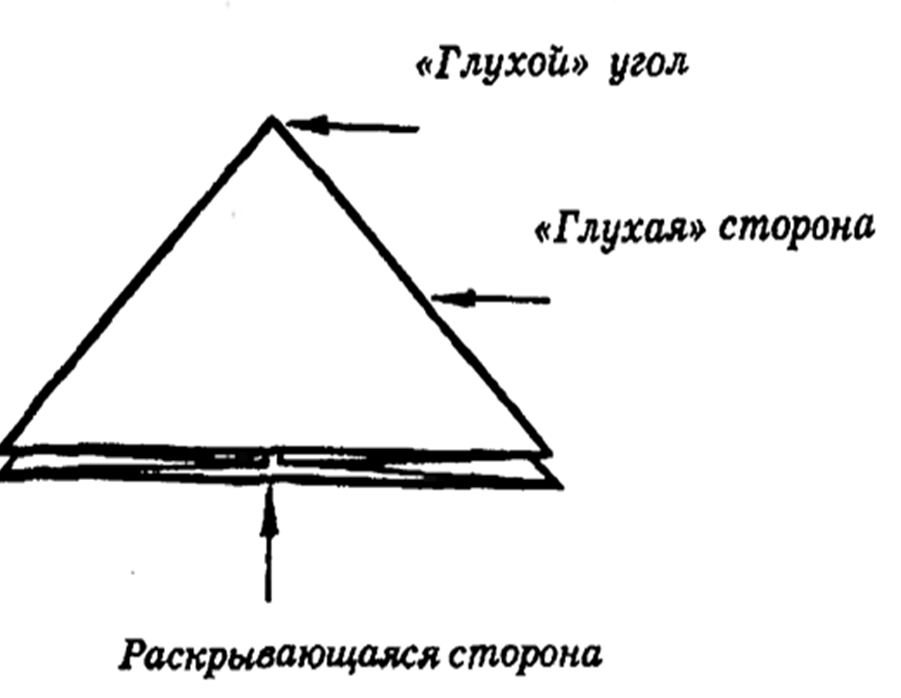 «Глухой» угол
«Глухая» сторона
Раскрывающаяся сторона